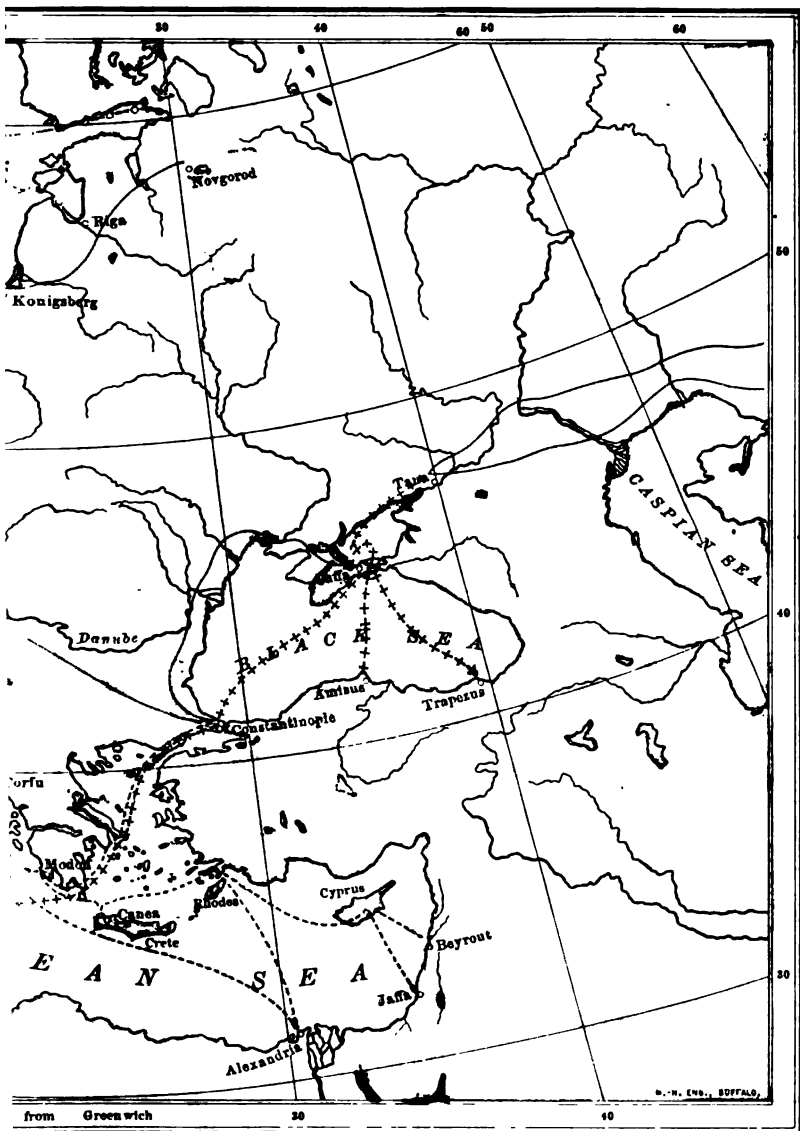 30
40
60
50
60
Novgorod
Riga
50
Konigsberg
Tana
CASPIAN SEA
Caffa
40
Danube
BLACK SEA
Amisus
Trapezus
Constantinople
orfu
Modon
Cyprus
Rhodes
Canea
Crete
Beyrout
EAN SEA
30
Jaffa
Alexandria
M.-N. ENG., BUFFALO,
from Greenwich
30
40